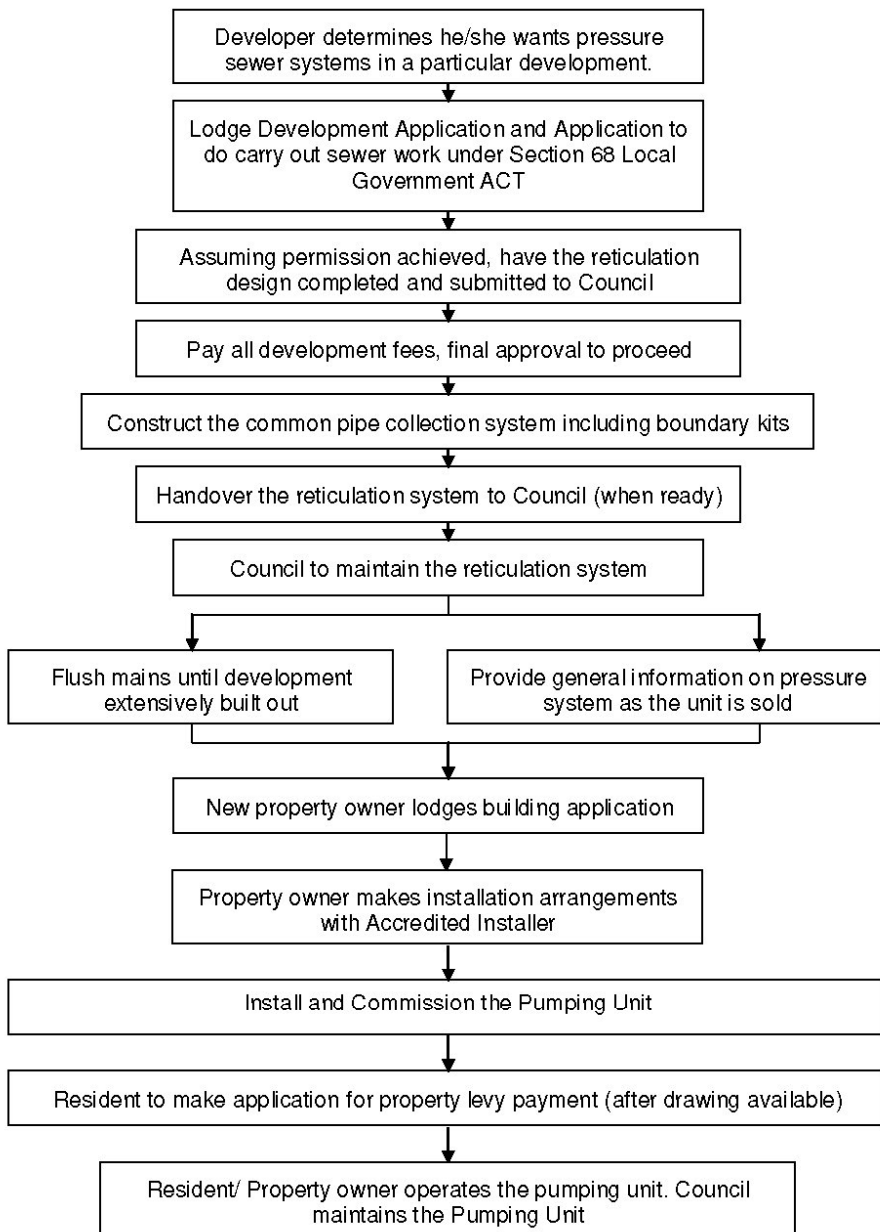 Developer determines he/she wants pressure
sewer systems in a particular development.
Lodge Development Application and Application to
do carry out sewer work under Section 68 Local
Government ACT
Assuming permission achieved, have the reticulation
design completed and submitted to Council
Pay all development fees, final approval to proceed
Construct the common pipe collection system including boundary kits
Handover the reticulation system to Council (when ready)
Council to maintain the reticulation system
Flush mains until development
extensively built out
Provide general information on pressure
system as the unit is sold
New property owner lodges building application
Property owner makes installation arrangements
with Accredited Installer
Install and Commission the Pumping Unit
Resident to make application for property levy payment (after drawing available)
Resident/ Property owner operates the pumping unit. Council
maintains the Pumping Unit